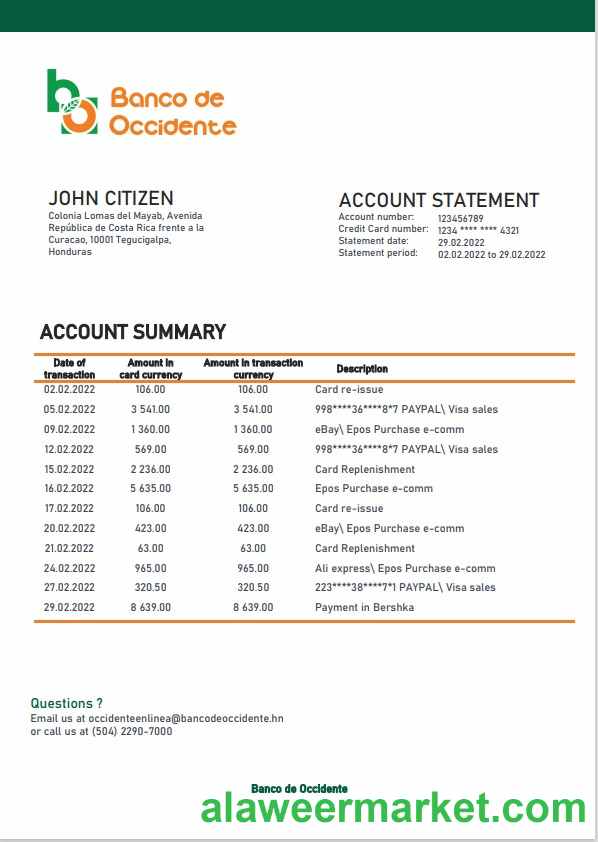 Banco de
Occidente
JOHN CITIZEN
Colonia Lomas del Mayab, Avenida
República de Costa Rica frente a la
Curacao, 10001 Tegucigalpa,
Honduras
ACCOUNT STATEMENT
Account number: 123456789
Credit Card number: 1234 **** **** 4321
Statement date: 29.02.2022
Statement period: 02.02.2022 to 29.02.2022
ACCOUNT SUMMARY
Date of transaction Amount in card currency Amount in transaction currency Description
02.02.2022 106.00 106.00 Card re-issue
05.02.2022 3 541.00 3 541.00 998****36****8*7 PAYPAL\ Visa sales
09.02.2022 1 360.00 1 360.00 eBay\ Epos Purchase e-comm
12.02.2022 569.00 569.00 998****36****8*7 PAYPAL\ Visa sales
15.02.2022 2 236.00 2 236.00 Card Replenishment
16.02.2022 5 635.00 5 635.00 Epos Purchase e-comm
17.02.2022 106.00 106.00 Card re-issue
20.02.2022 423.00 423.00 eBay\ Epos Purchase e-comm
21.02.2022 63.00 63.00 Card Replenishment
24.02.2022 965.00 965.00 Ali express\ Epos Purchase e-comm
27.02.2022 320.50 320.50 223****38****7*1 PAYPAL\ Visa sales
29.02.2022 8 639.00 8 639.00 Payment in Bershka
Questions ?
Email us at occidenteenlinea@bancodeoccidente.hn
or call us at (504) 2290-7000
Banco de Occidente
alaweermarket.com